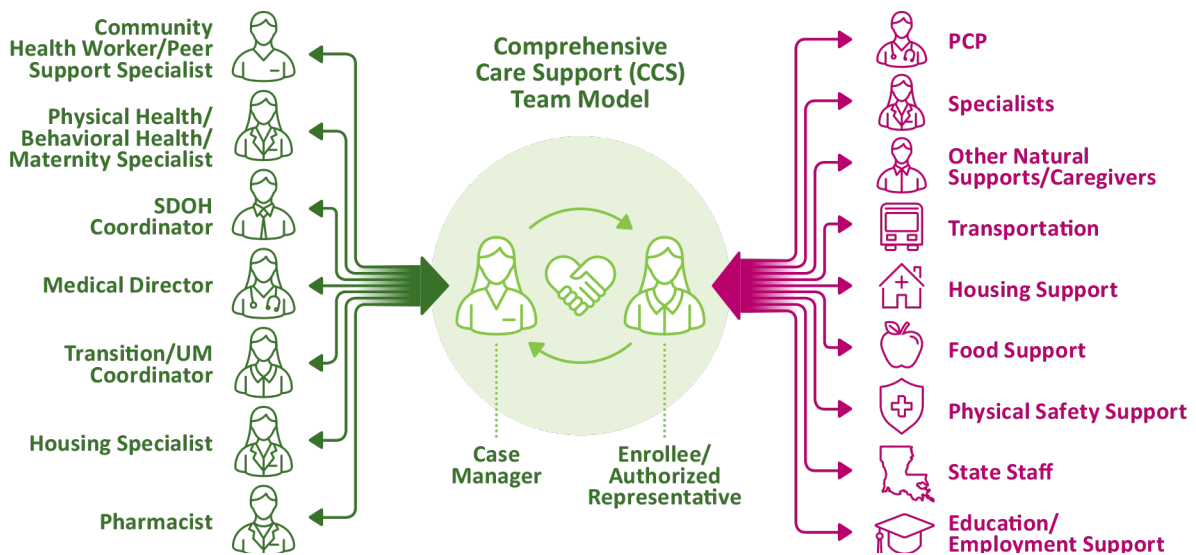 Community
Health Worker/Peer
Support Specialist
Physical Health/
Behavioral Health/
Maternity Specialist
SDOH
Coordinator
Medical Director
Transition/UM
Coordinator
Housing Specialist
Pharmacist
Comprehensive
Care Support (CCS)
Team Model
Case
Manager
Enrollee/
Authorized
Representative
PCP
Specialists
Other Natural
Supports/Caregivers
Transportation
Housing Support
Food Support
Physical Safety Support
State Staff
Education/
Employment Support